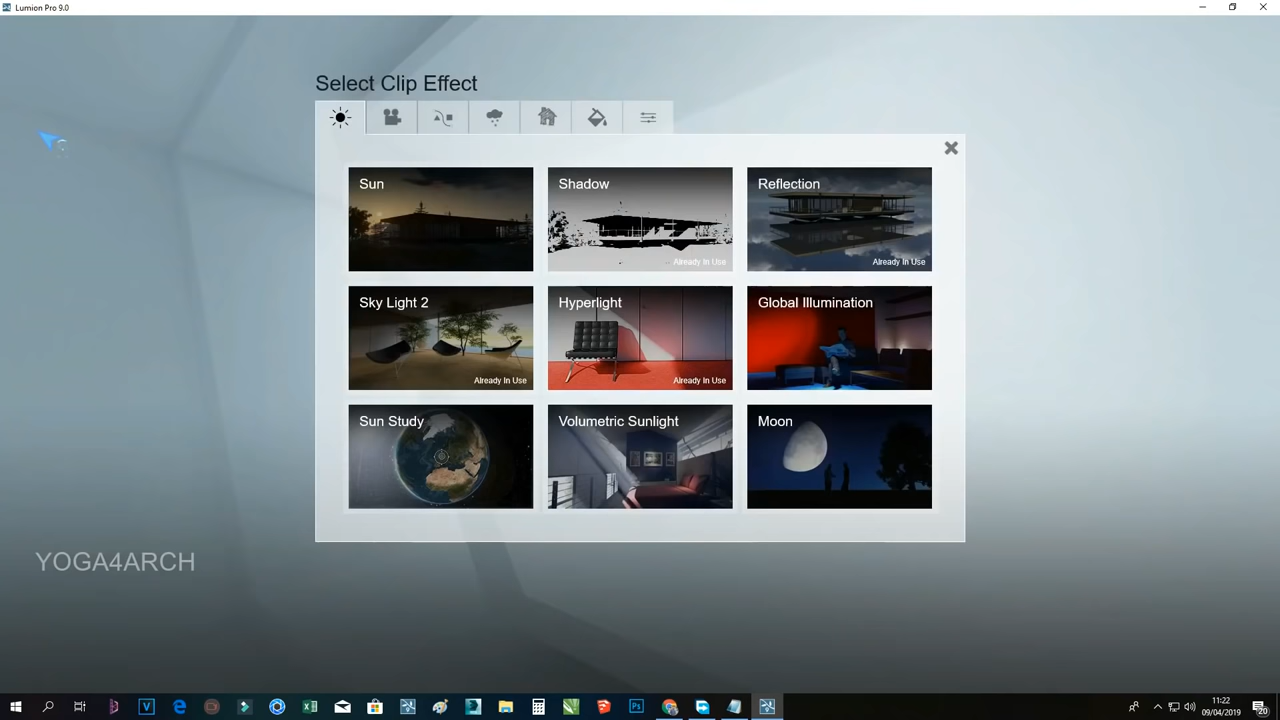 Lumion Pro 9.0
Select Clip Effect
Sun
Shadow
Already In Use
Reflection
Already In Use
Sky Light 2
Already In Use
Hyperlight
Already In Use
Global Illumination
Sun Study
Volumetric Sunlight
Moon
YOGA4ARCH
11:22
09/04/2019
20